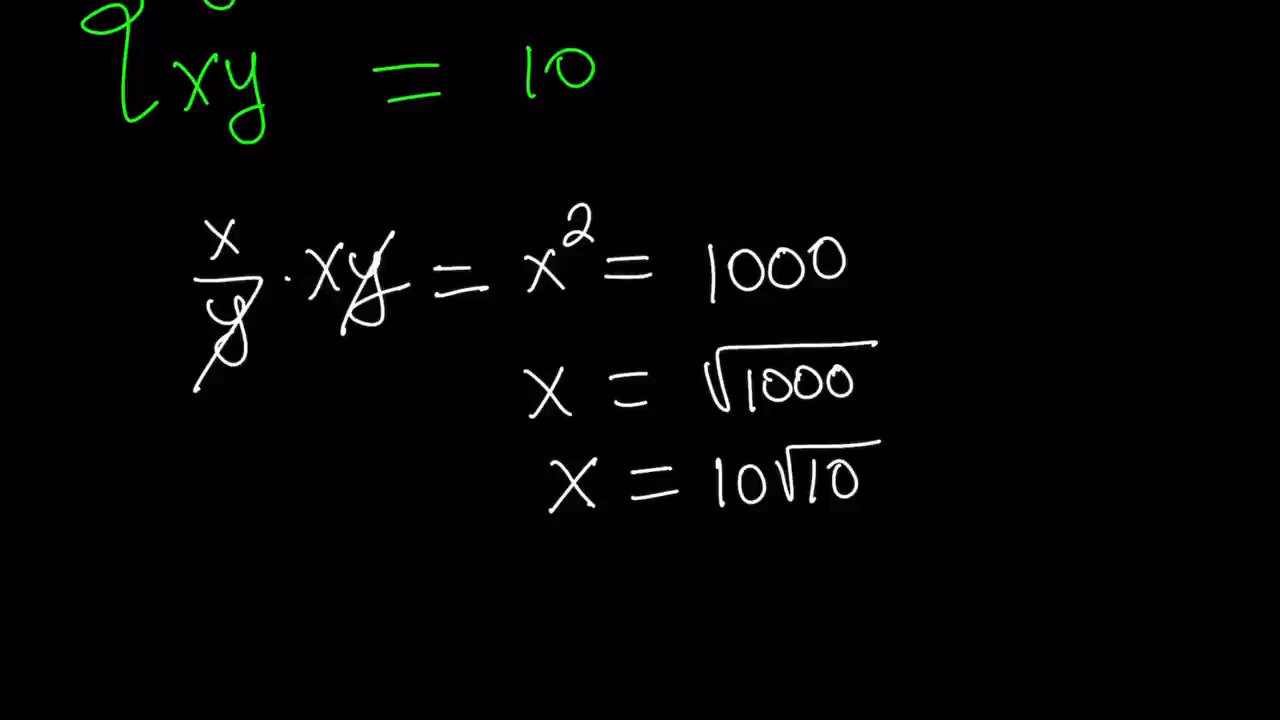 xy = 10
x/y · xy = x² = 1000
x = √1000
x = 10√10